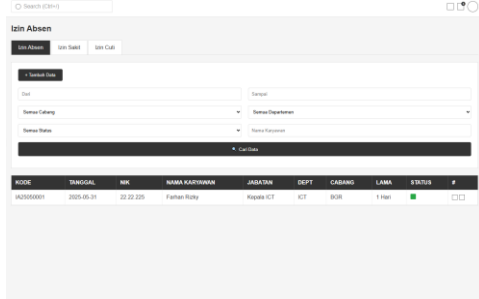 Search (Ctrl+/)
Izin Absen
Izin Absen Izin Sakit Izin Cuti
+ Tambah Data
Dari Sampai
Semua Cabang Semua Departemen
Semua Status Nama Karyawan
Cari Data
KODE TANGGAL NIK NAMA KARYAWAN JABATAN DEPT CABANG LAMA STATUS #
IA25050001 2025-05-31 22.22.225 Farhan Rizky Kepala ICT ICT BGR 1 Hari